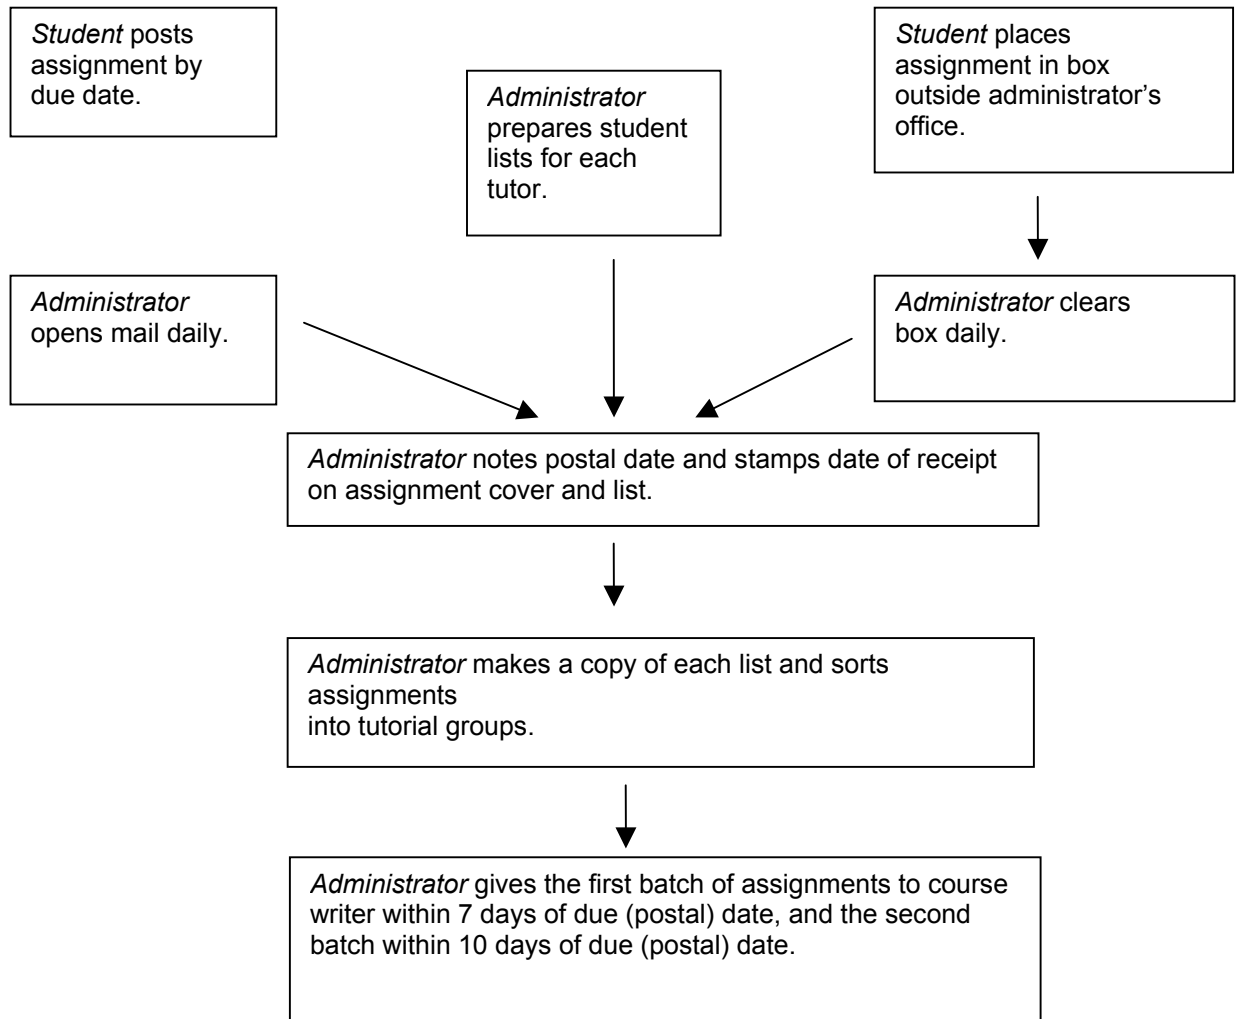 Student posts
assignment by
due date.
Administrator
prepares student
lists for each
tutor.
Student places
assignment in box
outside administrator’s
office.
Administrator
opens mail daily.
Administrator clears
box daily.
Administrator notes postal date and stamps date of receipt
on assignment cover and list.
Administrator makes a copy of each list and sorts
assignments
into tutorial groups.
Administrator gives the first batch of assignments to course
writer within 7 days of due (postal) date, and the second
batch within 10 days of due (postal) date.